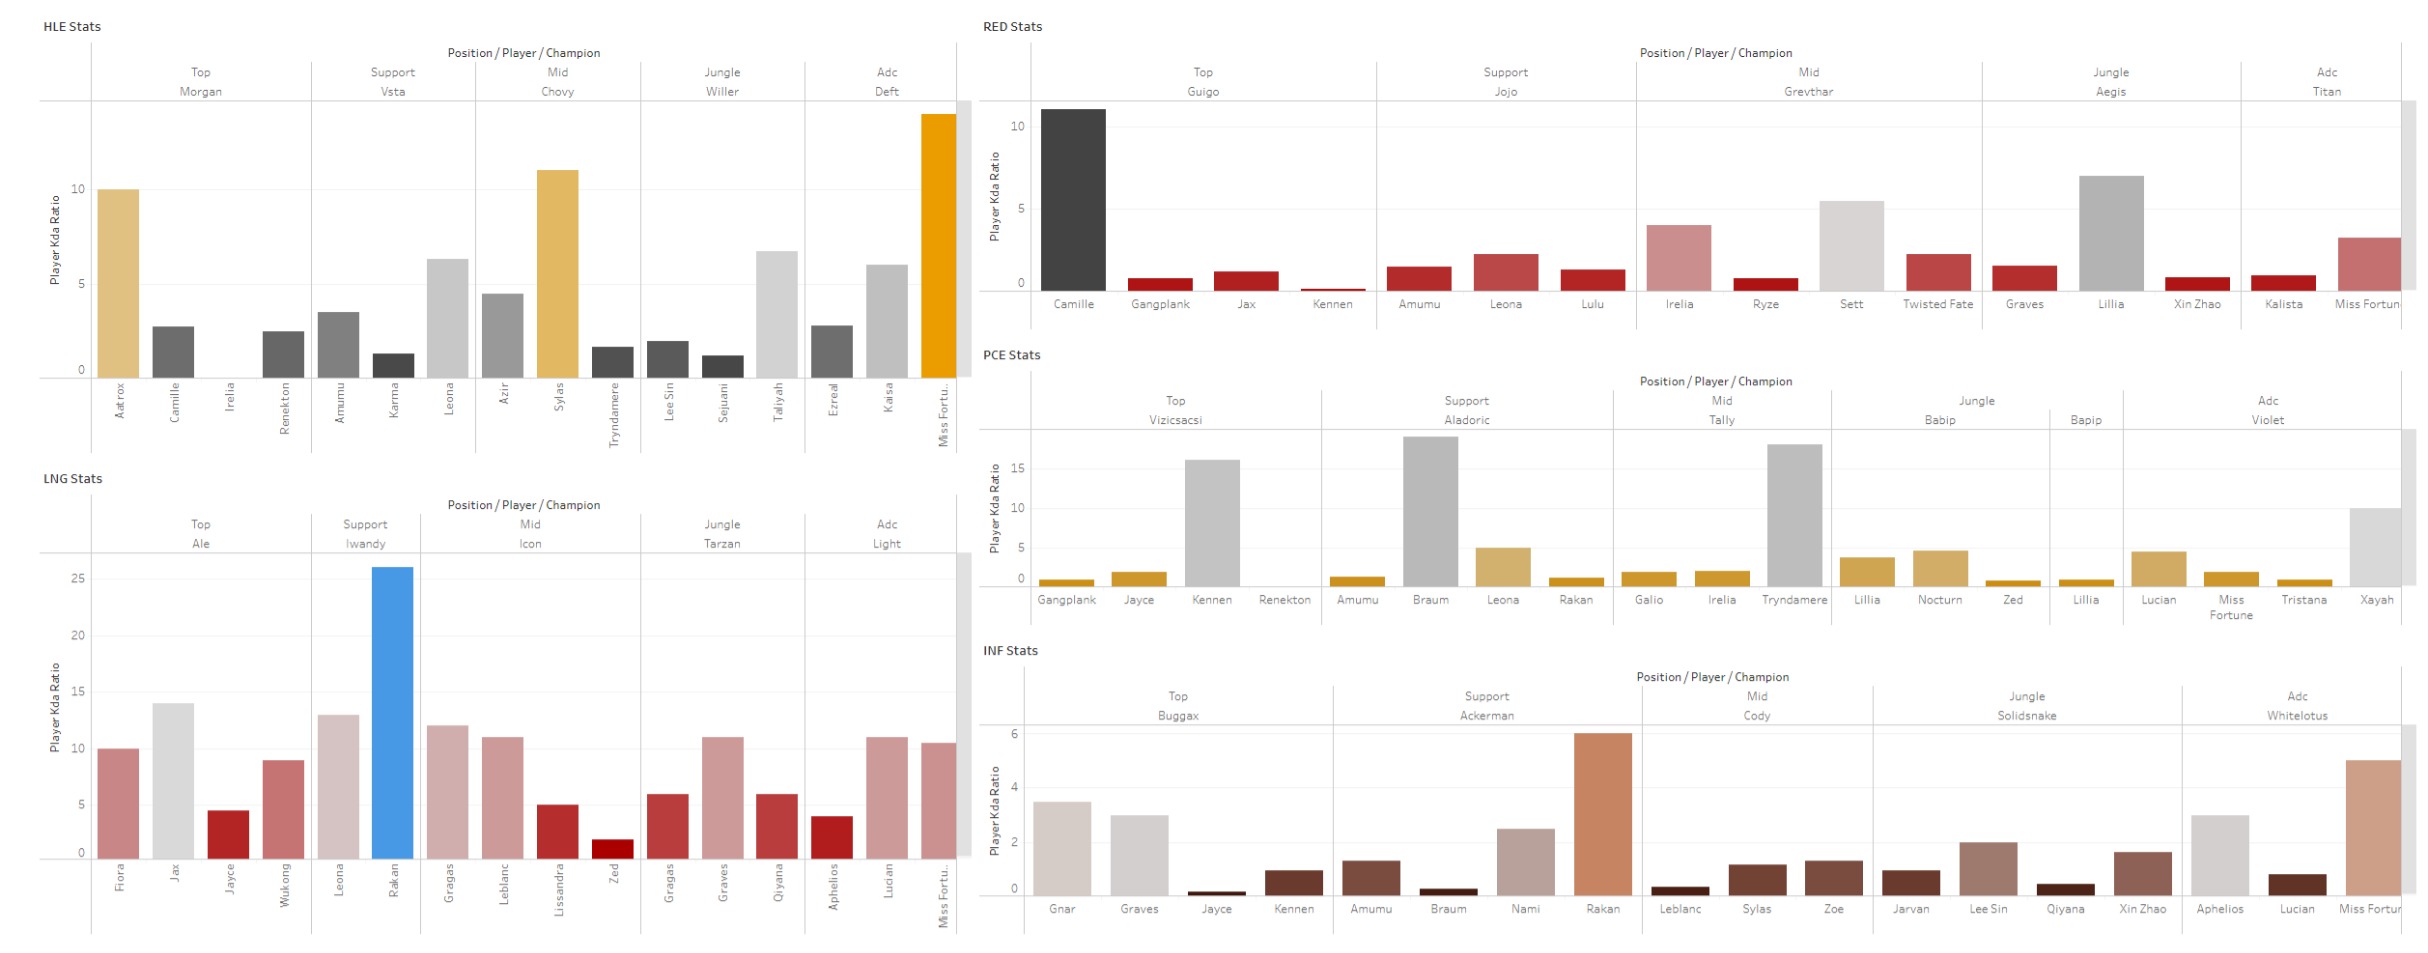 HLE Stats
Position / Player / Champion
Top Support Mid Jungle Adc
Morgan Vsta Chovy Willer Deft
Player Kda Ratio
10
5
0
Aatrox Camille Irelia Renekton Amumu Karma Leona Azir Sylas Tryndamere Lee Sin Sejuani Taliyah Ezreal Kaisa Miss Fortu..
LNG Stats
Position / Player / Champion
Top Support Mid Jungle Adc
Ale Iwandy Icon Tarzan Light
Player Kda Ratio
25
20
15
10
5
0
Fiora Jax Jayce Wukong Leona Rakan Gragas Leblanc Lissandra Zed Gragas Graves Qiyana Aphelios Lucian Miss Fortu..
RED Stats
Position / Player / Champion
Top Support Mid Jungle Adc
Guigo Jojo Grevthar Aegis Titan
Player Kda Ratio
10
5
0
Camille Gangplank Jax Kennen Amumu Leona Lulu Irelia Ryze Sett Twisted Fate Graves Lillia Xin Zhao Kalista Miss Fortun
PCE Stats
Position / Player / Champion
Top Support Mid Jungle Adc
Vizicsacsi Aladoric Tally Babip Bapip Violet
Player Kda Ratio
15
10
5
0
Gangplank Jayce Kennen Renekton Amumu Braum Leona Rakan Galio Irelia Tryndamere Lillia Nocturn Zed Lillia Lucian Miss Tristana Xayah
Fortune
INF Stats
Position / Player / Champion
Top Support Mid Jungle Adc
Buggax Ackerman Cody Solidsnake Whitelotus
Player Kda Ratio
6
4
2
0
Gnar Graves Jayce Kennen Amumu Braum Nami Rakan Leblanc Sylas Zoe Jarvan Lee Sin Qiyana Xin Zhao Aphelios Lucian Miss Fortur